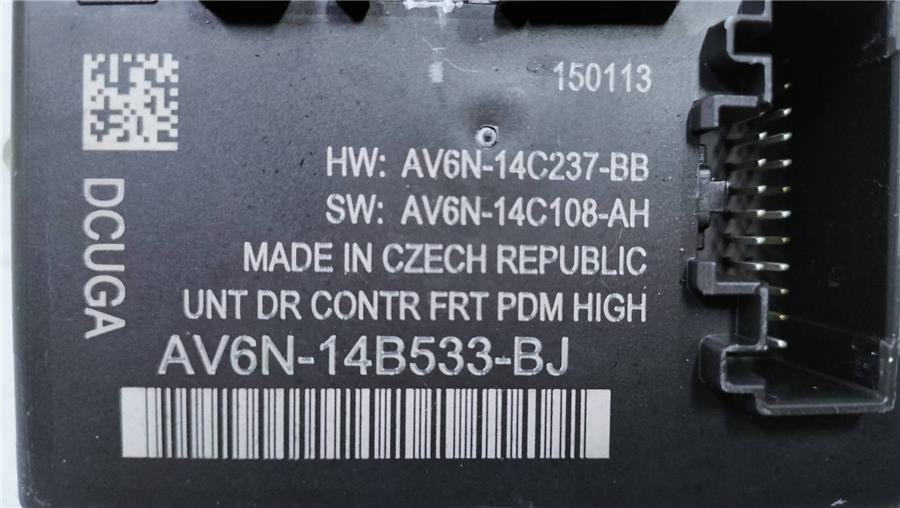 150113
HW: AV6N-14C237-BB
SW: AV6N-14C108-AH
MADE IN CZECH REPUBLIC
UNT DR CONTR FRT PDM HIGH
AV6N-14B533-BJ
DCUGA